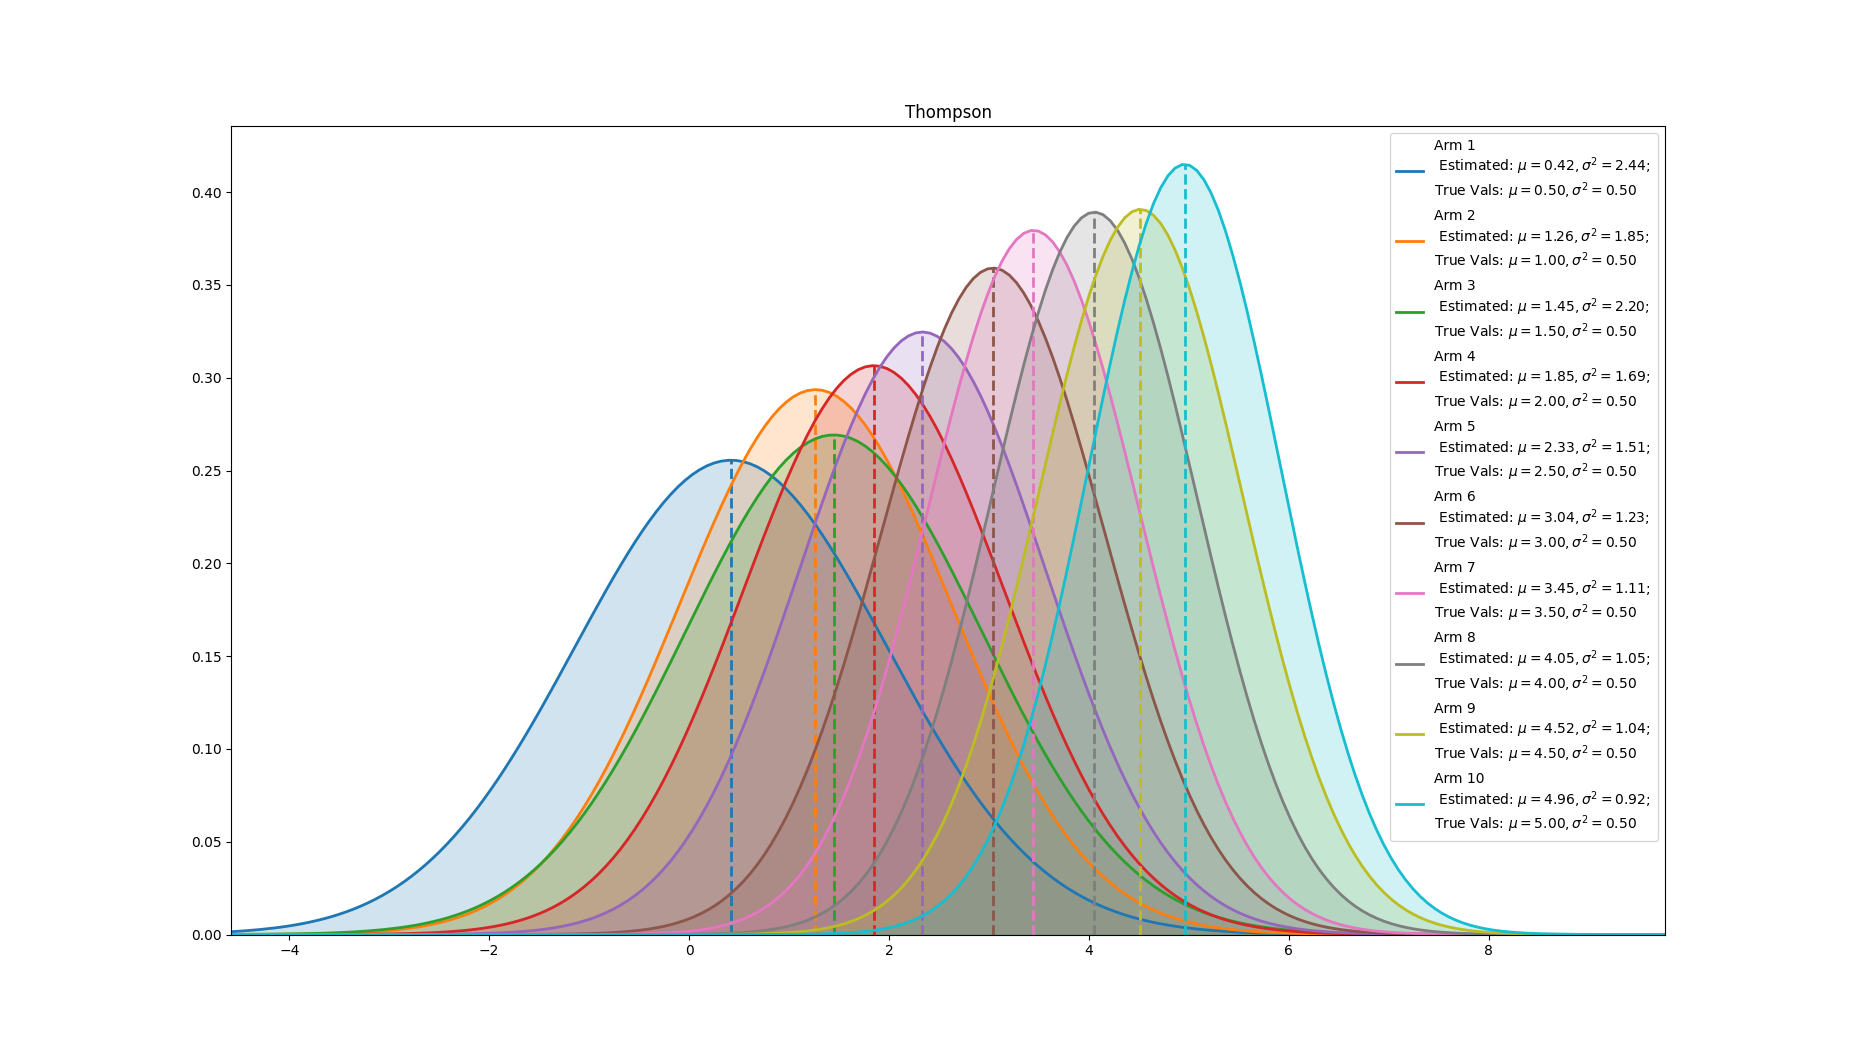 Thompson
0.40
0.35
0.30
0.25
0.20
0.15
0.10
0.05
0.00
−4 −2 0 2 4 6 8
Arm 1
Estimated: μ = 0.42, σ² = 2.44;
True Vals: μ = 0.50, σ² = 0.50
Arm 2
Estimated: μ = 1.26, σ² = 1.85;
True Vals: μ = 1.00, σ² = 0.50
Arm 3
Estimated: μ = 1.45, σ² = 2.20;
True Vals: μ = 1.50, σ² = 0.50
Arm 4
Estimated: μ = 1.85, σ² = 1.69;
True Vals: μ = 2.00, σ² = 0.50
Arm 5
Estimated: μ = 2.33, σ² = 1.51;
True Vals: μ = 2.50, σ² = 0.50
Arm 6
Estimated: μ = 3.04, σ² = 1.23;
True Vals: μ = 3.00, σ² = 0.50
Arm 7
Estimated: μ = 3.45, σ² = 1.11;
True Vals: μ = 3.50, σ² = 0.50
Arm 8
Estimated: μ = 4.05, σ² = 1.05;
True Vals: μ = 4.00, σ² = 0.50
Arm 9
Estimated: μ = 4.52, σ² = 1.04;
True Vals: μ = 4.50, σ² = 0.50
Arm 10
Estimated: μ = 4.96, σ² = 0.92;
True Vals: μ = 5.00, σ² = 0.50